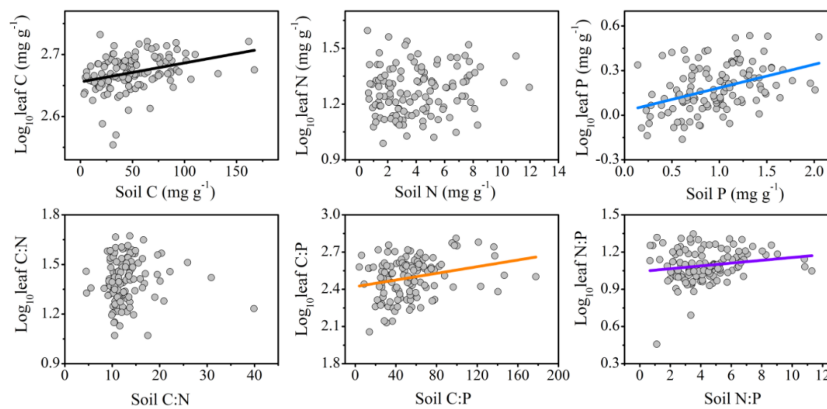 Log10leaf C (mg g-1)
2.7
2.6
0 50 100 150
Soil C (mg g-1)
Log10leaf N (mg g-1)
1.5
1.2
0.9
0 2 4 6 8 10 12 14
Soil N (mg g-1)
Log10leaf P (mg g-1)
0.6
0.3
0.0
-0.3
0.0 0.5 1.0 1.5 2.0
Soil P (mg g-1)
Log10leaf C:N
1.8
1.5
1.2
0.9
0 10 20 30 40
Soil C:N
Log10leaf C:P
3.0
2.7
2.4
2.1
1.8
0 40 80 120 160 200
Soil C:P
Log10leaf N:P
1.5
1.2
0.9
0.6
0.3
0 2 4 6 8 10 12
Soil N:P